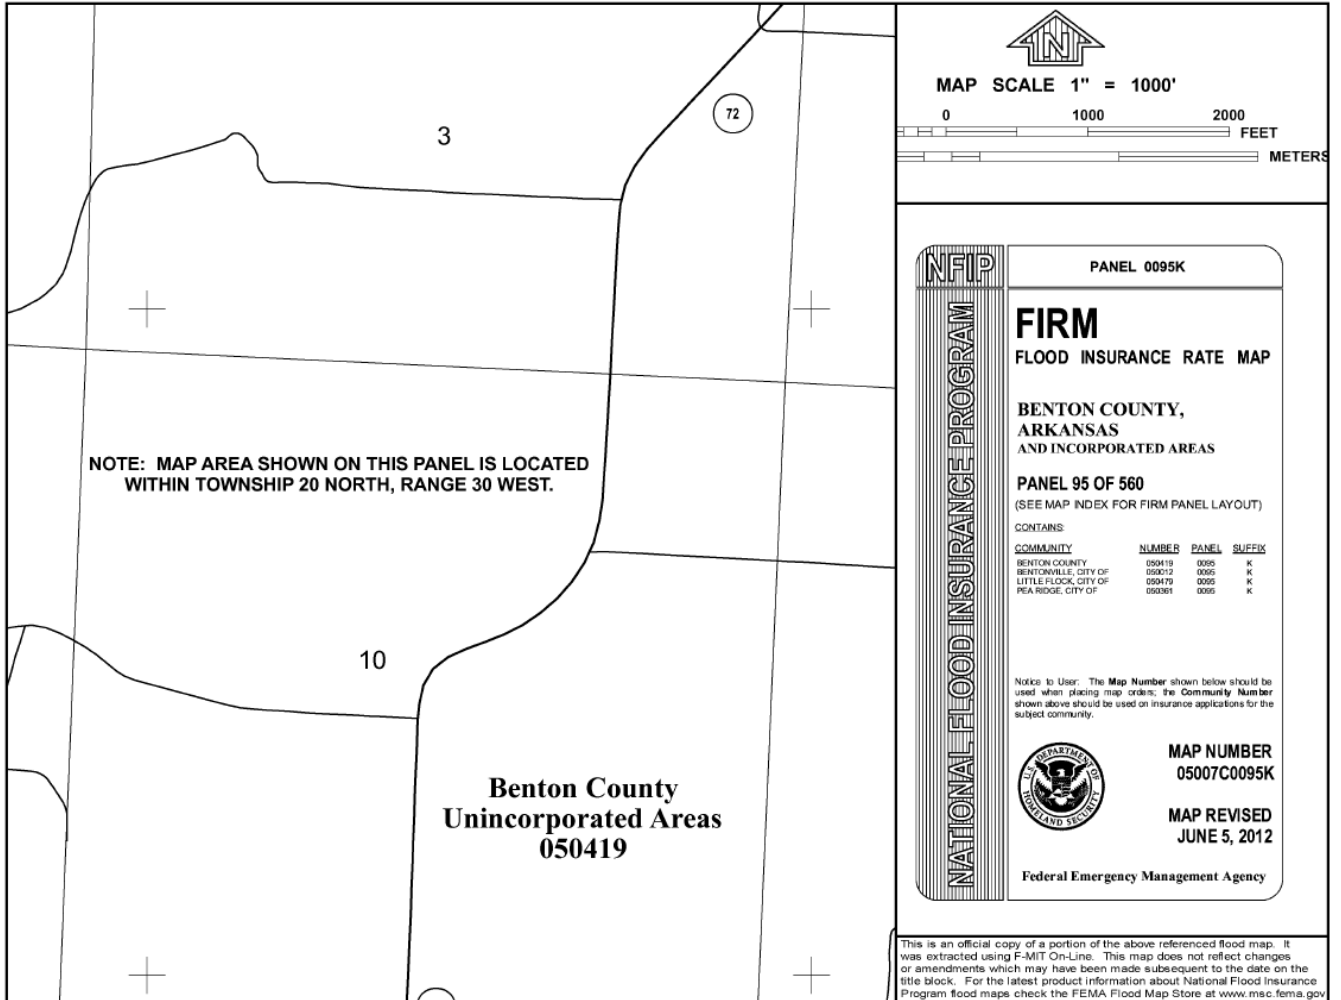 3
72
NOTE: MAP AREA SHOWN ON THIS PANEL IS LOCATED
WITHIN TOWNSHIP 20 NORTH, RANGE 30 WEST.
10
Benton County
Unincorporated Areas
050419
N
MAP SCALE 1" = 1000'
0 1000 2000
FEET
METERS
NFIP
PANEL 0095K
NATIONAL FLOOD INSURANCE PROGRAM
FIRM
FLOOD INSURANCE RATE MAP
BENTON COUNTY,
ARKANSAS
AND INCORPORATED AREAS
PANEL 95 OF 560
(SEE MAP INDEX FOR FIRM PANEL LAYOUT)
CONTAINS:
COMMUNITY NUMBER PANEL SUFFIX
BENTON COUNTY 050419 0095 K
BENTONVILLE, CITY OF 050012 0095 K
LITTLE FLOCK, CITY OF 050479 0095 K
PEA RIDGE, CITY OF 050361 0095 K
Notice to User: The Map Number shown below should be
used when placing map orders; the Community Number
shown above should be used on insurance applications for the
subject community.
U.S. DEPARTMENT OF HOMELAND SECURITY
MAP NUMBER
05007C0095K
MAP REVISED
JUNE 5, 2012
Federal Emergency Management Agency
This is an official copy of a portion of the above referenced flood map. It
was extracted using F-MIT On-Line. This map does not reflect changes
or amendments which may have been made subsequent to the date on the
title block. For the latest product information about National Flood Insurance
Program flood maps check the FEMA Flood Map Store at www.msc.fema.gov